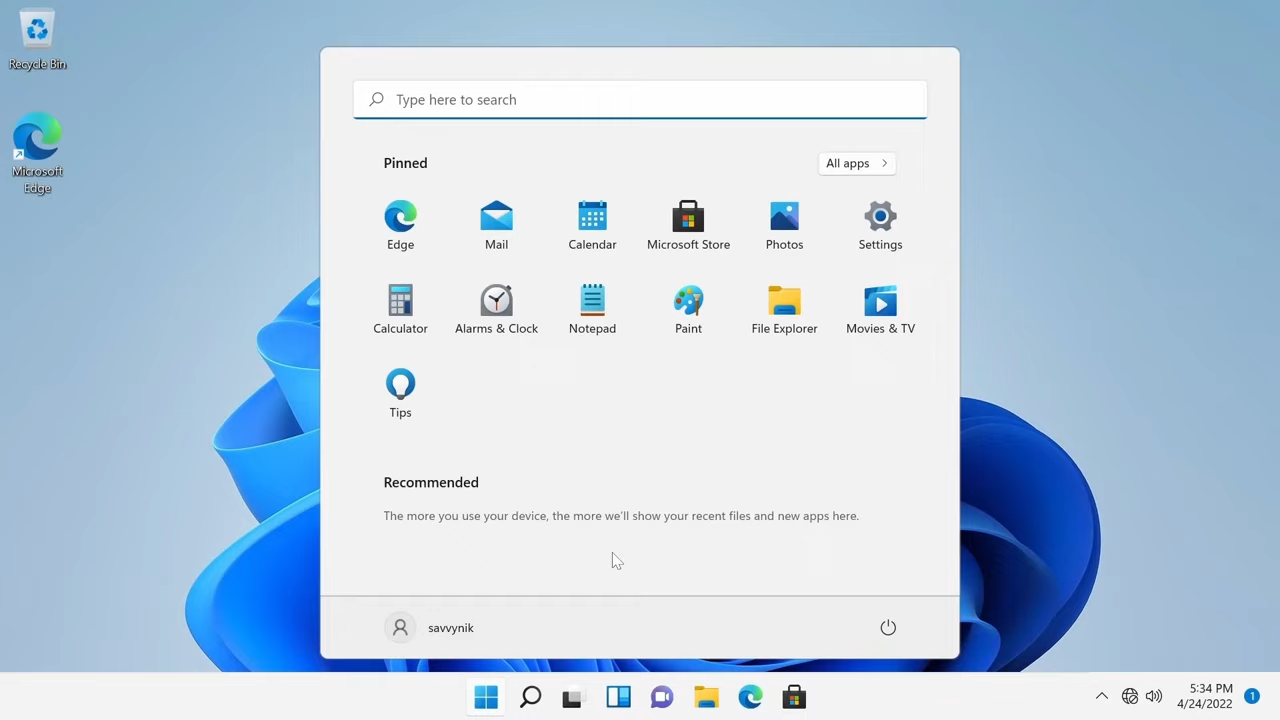 Recycle Bin
Microsoft
Edge
Type here to search
Pinned
All apps
Edge
Mail
Calendar
Microsoft Store
Photos
Settings
Calculator
Alarms & Clock
Notepad
Paint
File Explorer
Movies & TV
Tips
Recommended
The more you use your device, the more we'll show your recent files and new apps here.
savvynik
5:34 PM
4/24/2022
1